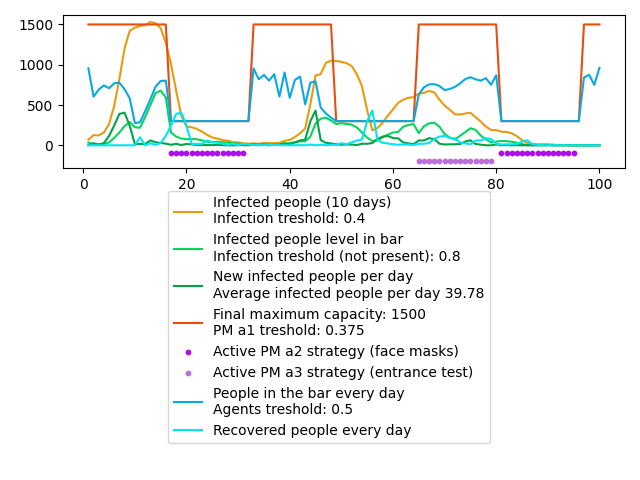 1500
1000
500
0
0
20
40
60
80
100
Infected people (10 days)
Infection treshold: 0.4
Infected people level in bar
Infection treshold (not present): 0.8
New infected people per day
Average infected people per day 39.78
Final maximum capacity: 1500
PM a1 treshold: 0.375
Active PM a2 strategy (face masks)
Active PM a3 strategy (entrance test)
People in the bar every day
Agents treshold: 0.5
Recovered people every day